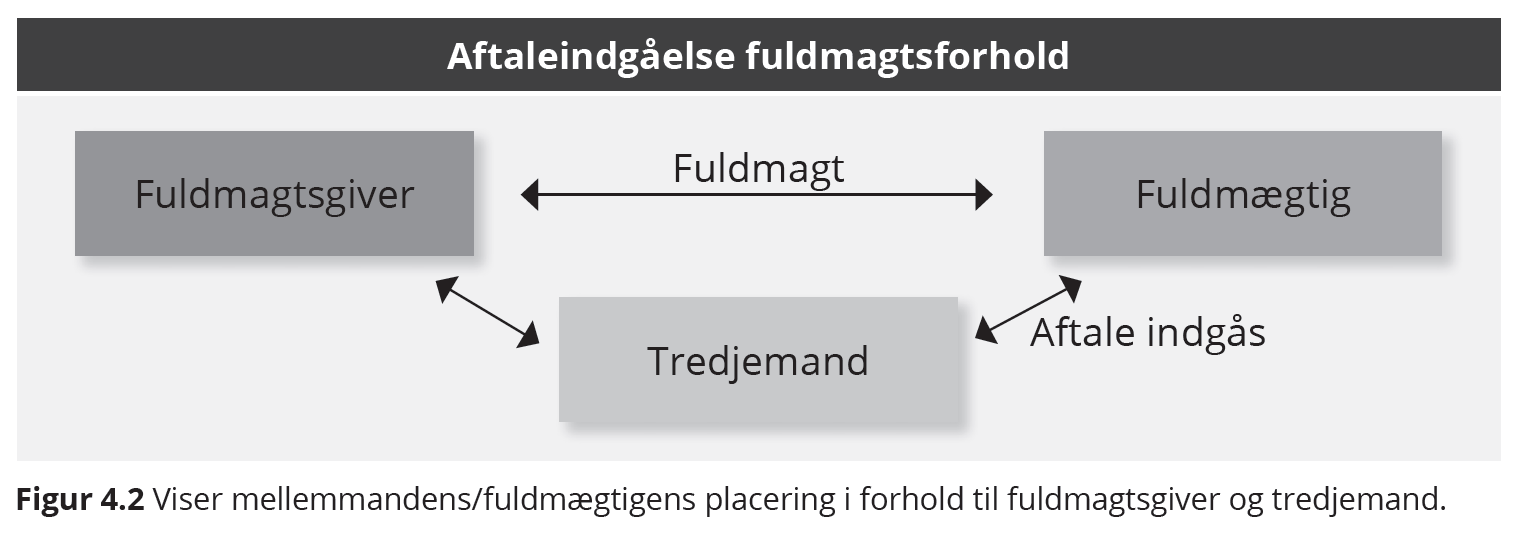 Aftaleindgåelse fuldmagtsforhold
Fuldmagtsgiver
Fuldmagt
Fuldmægtig
Tredjemand
Aftale indgås
Figur 4.2 Viser mellemmandens/fuldmægtigens placering i forhold til fuldmagtsgiver og tredjemand.